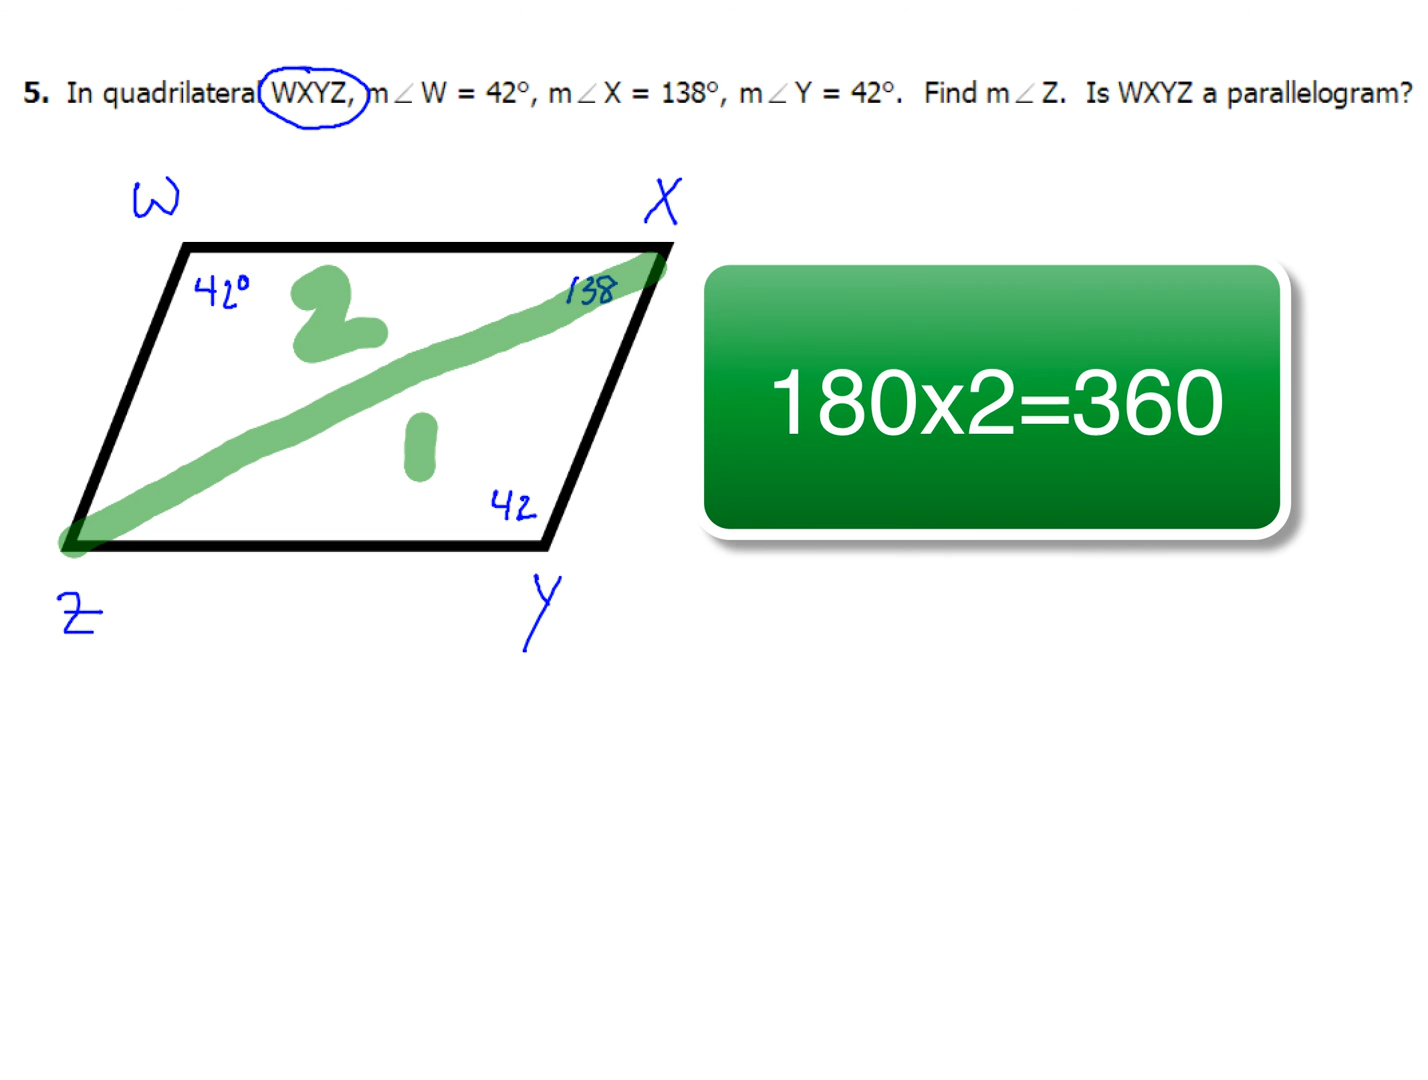 5. In quadrilateral WXYZ, m∠W = 42°, m∠X = 138°, m∠Y = 42°. Find m∠Z. Is WXYZ a parallelogram?
W X
42° 2 138
180x2=360
1
42
Z Y